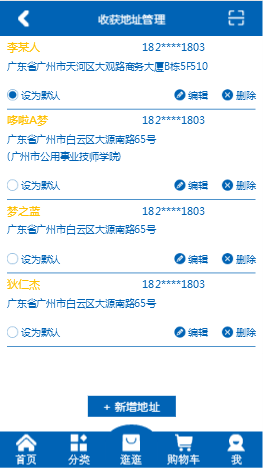 收获地址管理
李某人 182****1803
广东省广州市天河区大观路商务大厦B栋5F510
设为默认 编辑 删除
哆啦A梦 182****1803
广东省广州市白云区大源南路65号
(广州市公用事业技师学院)
设为默认 编辑 删除
梦之蓝 182****1803
广东省广州市白云区大源南路65号
设为默认 编辑 删除
狄仁杰 182****1803
广东省广州市白云区大源南路65号
设为默认 编辑 删除
+ 新增地址
首页 分类 逛逛 购物车 我